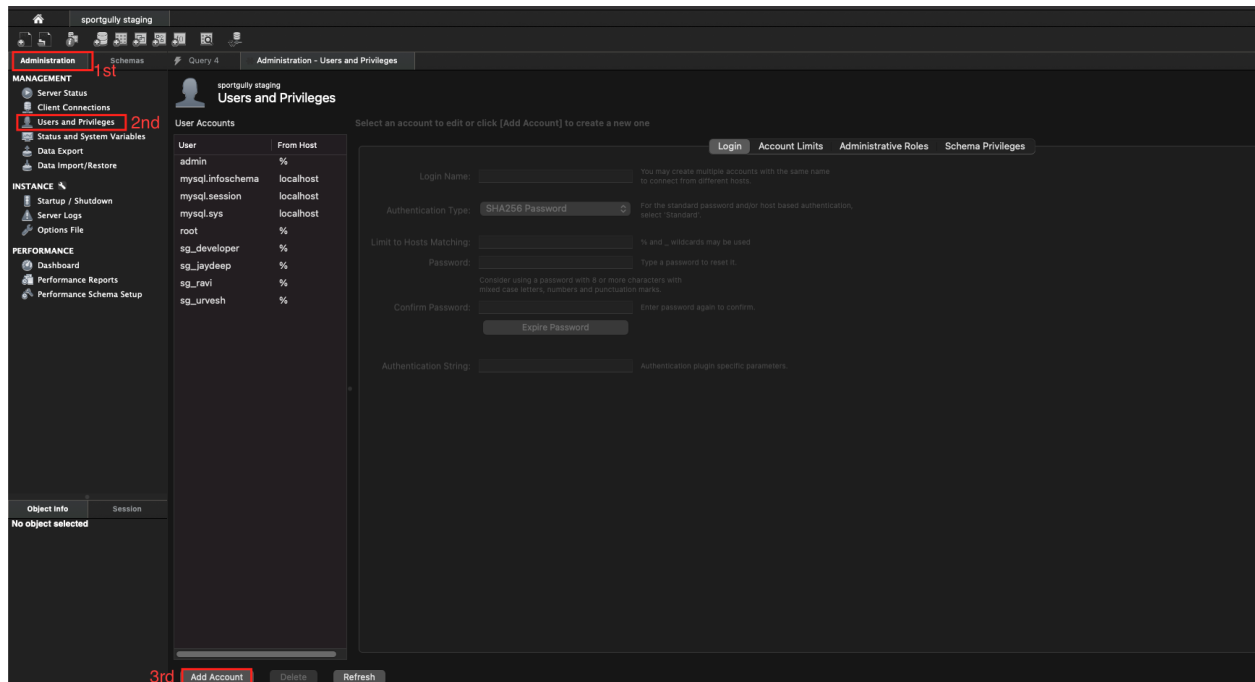 sportgully staging
Administration
1st
Schemas
Query 4
Administration - Users and Privileges
MANAGEMENT
Server Status
Client Connections
Users and Privileges
2nd
Status and System Variables
Data Export
Data Import/Restore
INSTANCE
Startup / Shutdown
Server Logs
Options File
PERFORMANCE
Dashboard
Performance Reports
Performance Schema Setup
Object Info
Session
No object selected
sportgully staging
Users and Privileges
User Accounts
Select an account to edit or click [Add Account] to create a new one
User From Host
admin %
mysql.infoschema localhost
mysql.session localhost
mysql.sys localhost
root %
sg_developer %
sg_jaydeep %
sg_ravi %
sg_urvesh %
Login Account Limits Administrative Roles Schema Privileges
Login Name:
You may create multiple accounts with the same name
to connect from different hosts.
Authentication Type: SHA256 Password
For the standard password and/or host based authentication,
select 'Standard'.
Limit to Hosts Matching:
% and _ wildcards may be used
Password:
Type a password to reset it.
Consider using a password with 8 or more characters with
mixed case letters, numbers and punctuation marks.
Confirm Password:
Enter password again to confirm.
Expire Password
Authentication String:
Authentication plugin specific parameters.
3rd
Add Account
Delete
Refresh